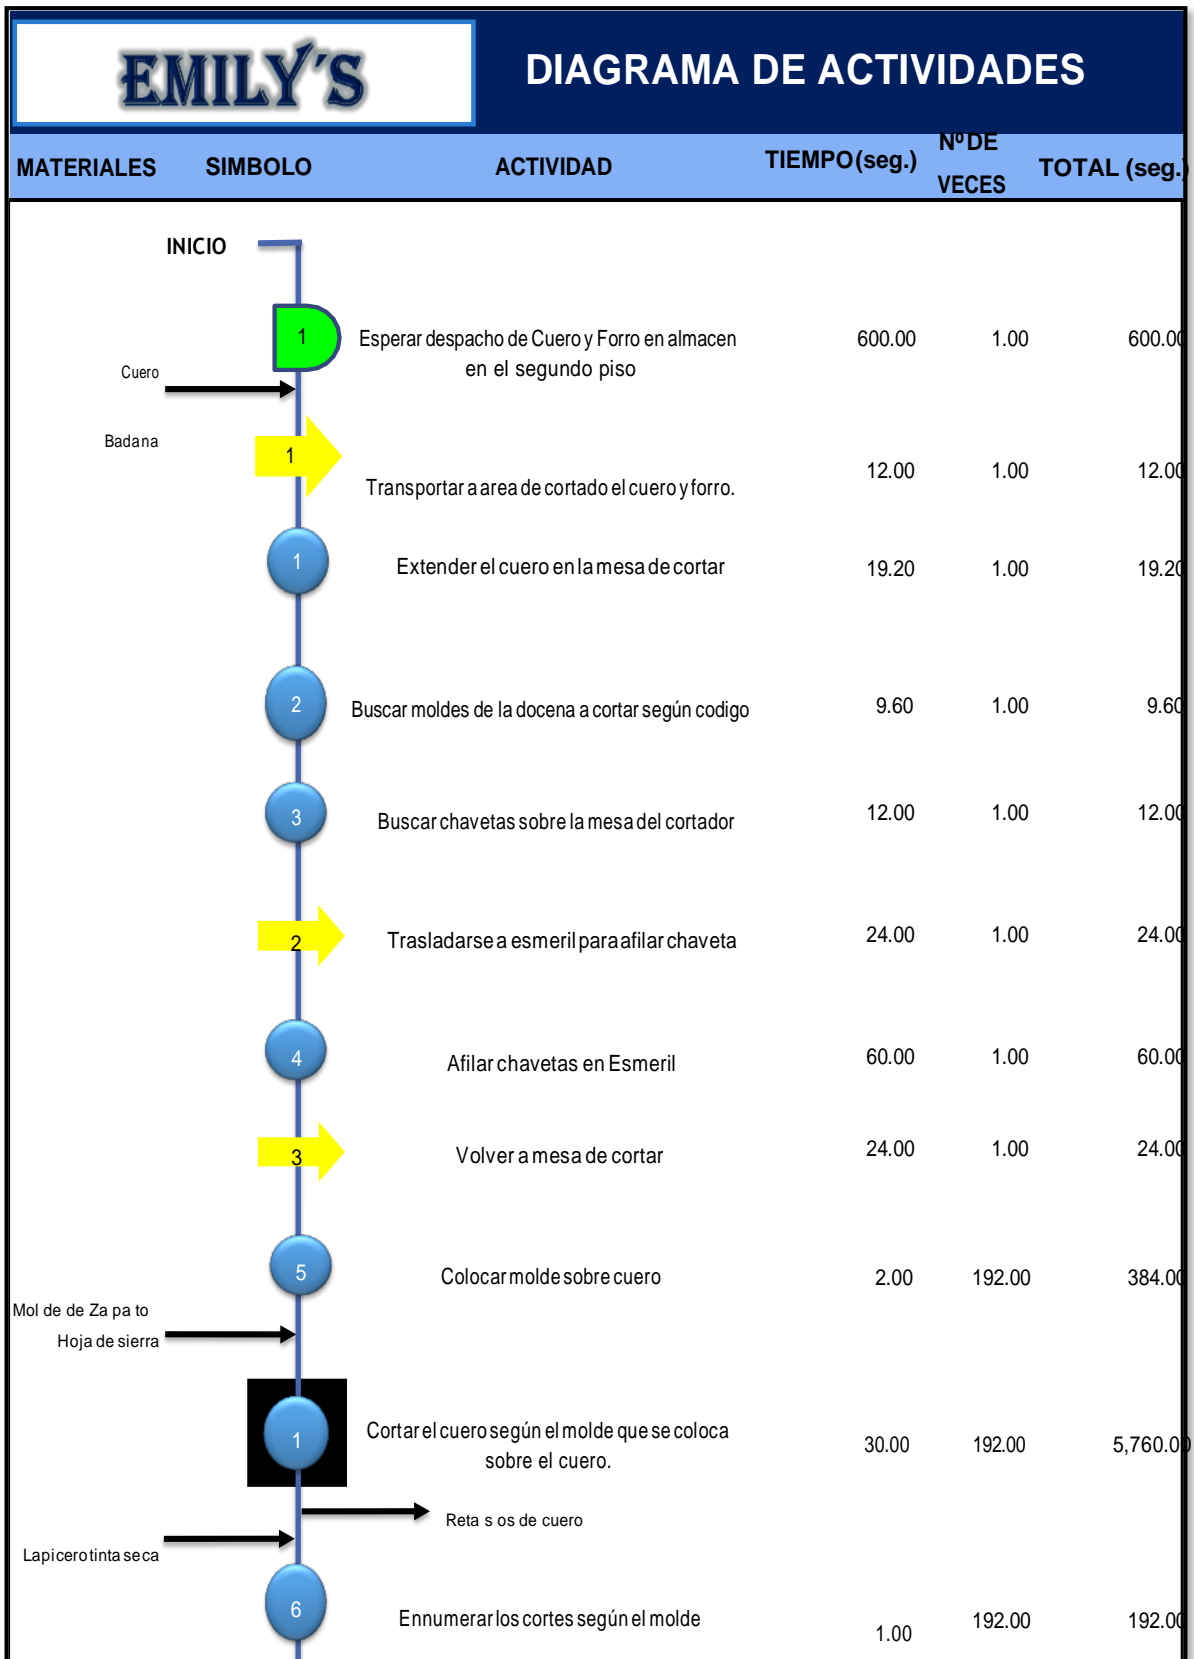 EMILY´S
DIAGRAMA DE ACTIVIDADES
MATERIALES SIMBOLO ACTIVIDAD TIEMPO (seg.) Nº DE VECES TOTAL (seg.)
INICIO
1 Esperar despacho de Cuero y Forro en almacen 600.00 1.00 600.00
en el segundo piso
Cuero
Badana
1 12.00 1.00 12.00
Transportar a area de cortado el cuero y forro.
1 Extender el cuero en la mesa de cortar 19.20 1.00 19.20
2 Buscar moldes de la docena a cortar según codigo 9.60 1.00 9.60
3 Buscar chavetas sobre la mesa del cortador 12.00 1.00 12.00
2 Trasladarse a esmeril para afilar chaveta 24.00 1.00 24.00
4 Afilar chavetas en Esmeril 60.00 1.00 60.00
3 Volver a mesa de cortar 24.00 1.00 24.00
5 Colocar molde sobre cuero 2.00 192.00 384.00
Mol de de Za pa to
Hoja de sierra
1 Cortar el cuero según el molde que se coloca 30.00 192.00 5,760.00
sobre el cuero.
Reta s os de cuero
Lapicero tinta seca
6 Ennumerar los cortes según el molde 1.00 192.00 192.00